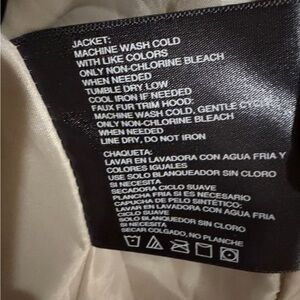 JACKET:
MACHINE WASH COLD
WITH LIKE COLORS
ONLY NON-CHLORINE BLEACH
WHEN NEEDED
TUMBLE DRY LOW
COOL IRON IF NEEDED
FAUX FUR TRIM HOOD:
MACHINE WASH COLD, GENTLE CYCLE
ONLY NON-CHLORINE BLEACH
WHEN NEEDED
LINE DRY, DO NOT IRON
CHAQUETA:
LAVAR EN LAVADORA CON AGUA FRIA Y
COLORES IGUALES
USE SOLO BLANQUEADOR SIN CLORO
SI NECESITA
SECADORA CICLO SUAVE
PLANCHA FRIA SI ES NECESARIO
CAPUCHA DE PELO SINTÉTICO:
LAVAR EN LAVADORA CON AGUA FRIA
CICLO SUAVE
SOLO BLANQUEADOR SIN CLORO
SI NECESITA
SECAR COLGADO, NO PLANCHE